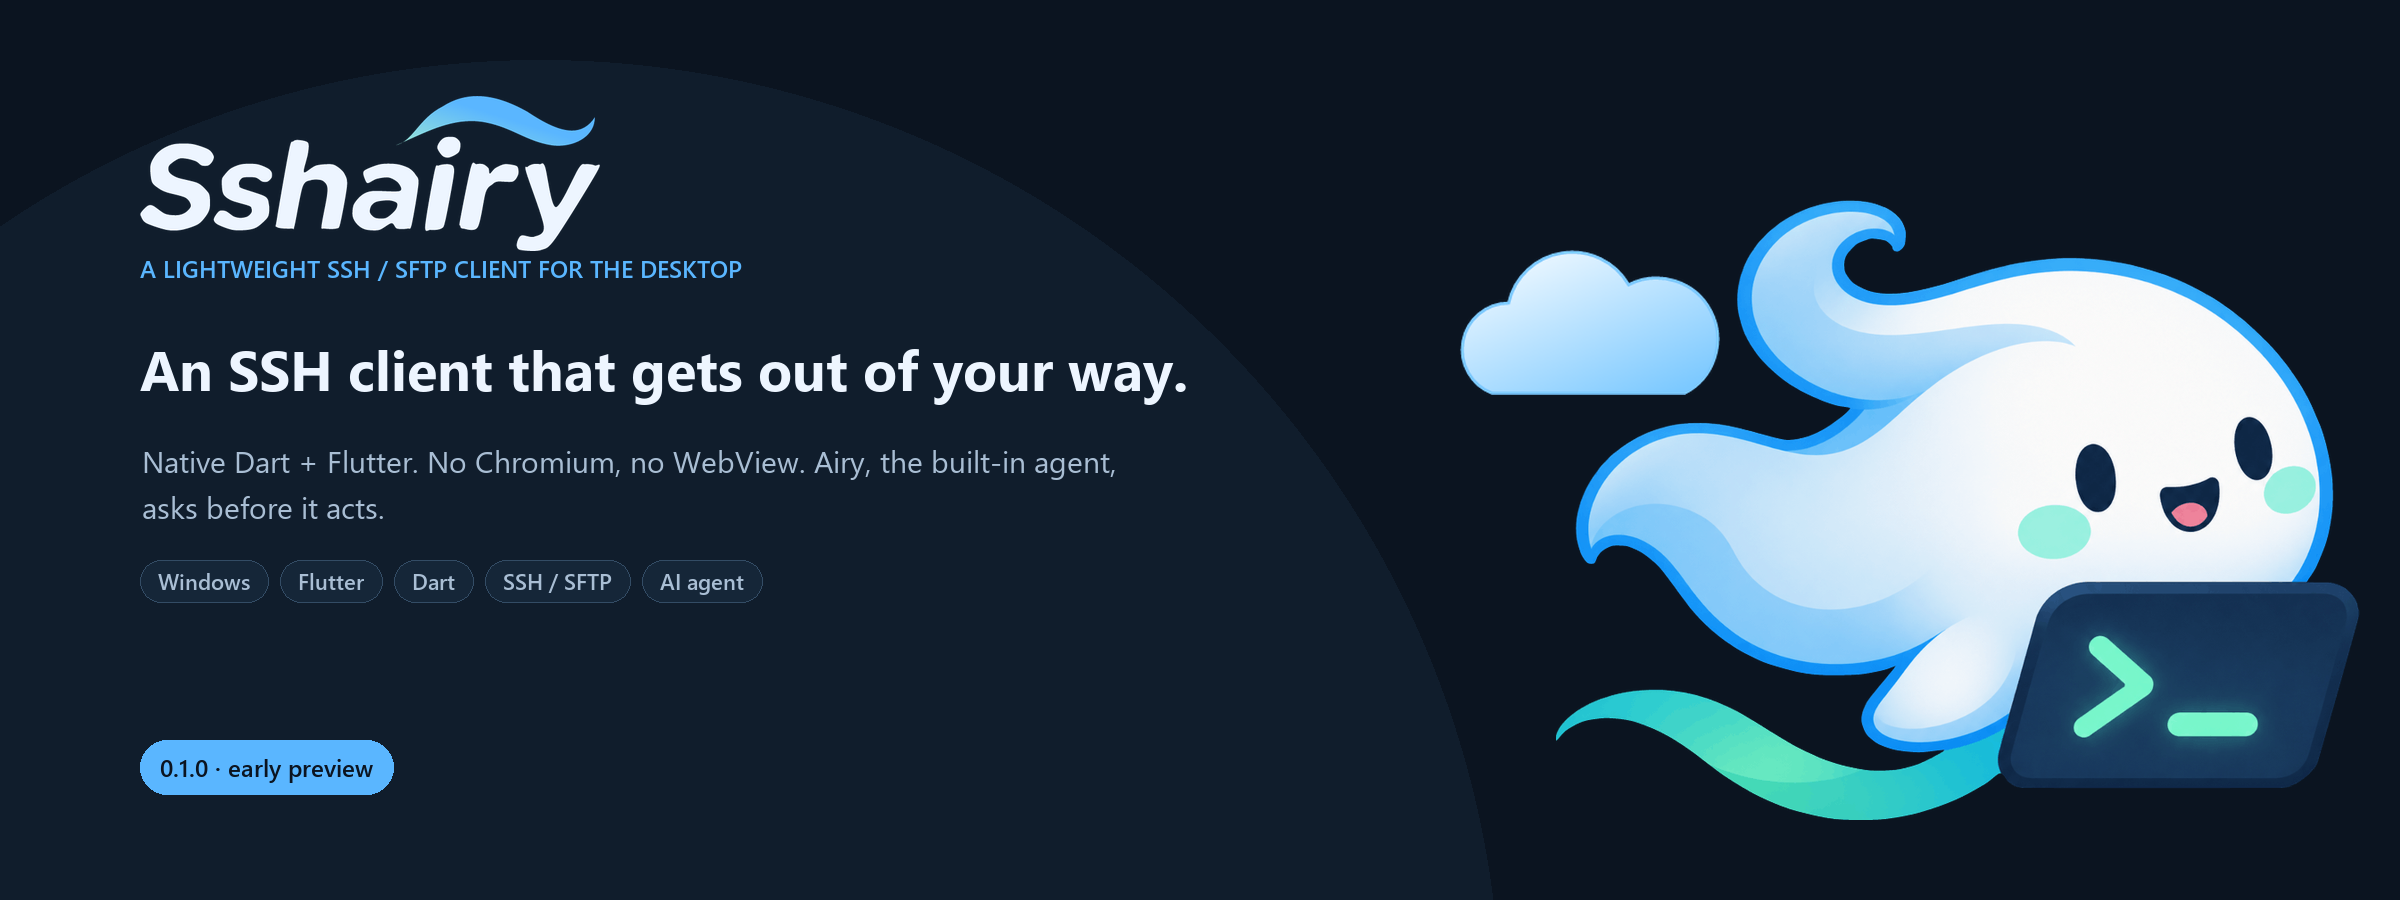 Sshairy
A LIGHTWEIGHT SSH / SFTP CLIENT FOR THE DESKTOP
An SSH client that gets out of your way.
Native Dart + Flutter. No Chromium, no WebView. Airy, the built-in agent,
asks before it acts.
Windows Flutter Dart SSH / SFTP AI agent
0.1.0 · early preview
>_